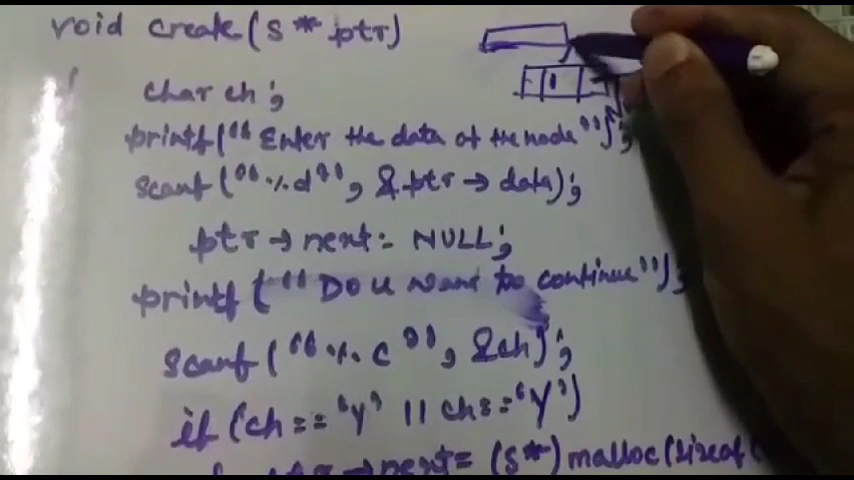 void create(S* ptr)
{
char ch;
printf("Enter the data of the node");
scanf("%d", &ptr→data);
ptr→next= NULL;
printf("Do u want to continue");
scanf("%c", &ch);
if (ch=='y' || ch=='Y')
ptr→next= (S*) malloc(sizeof(